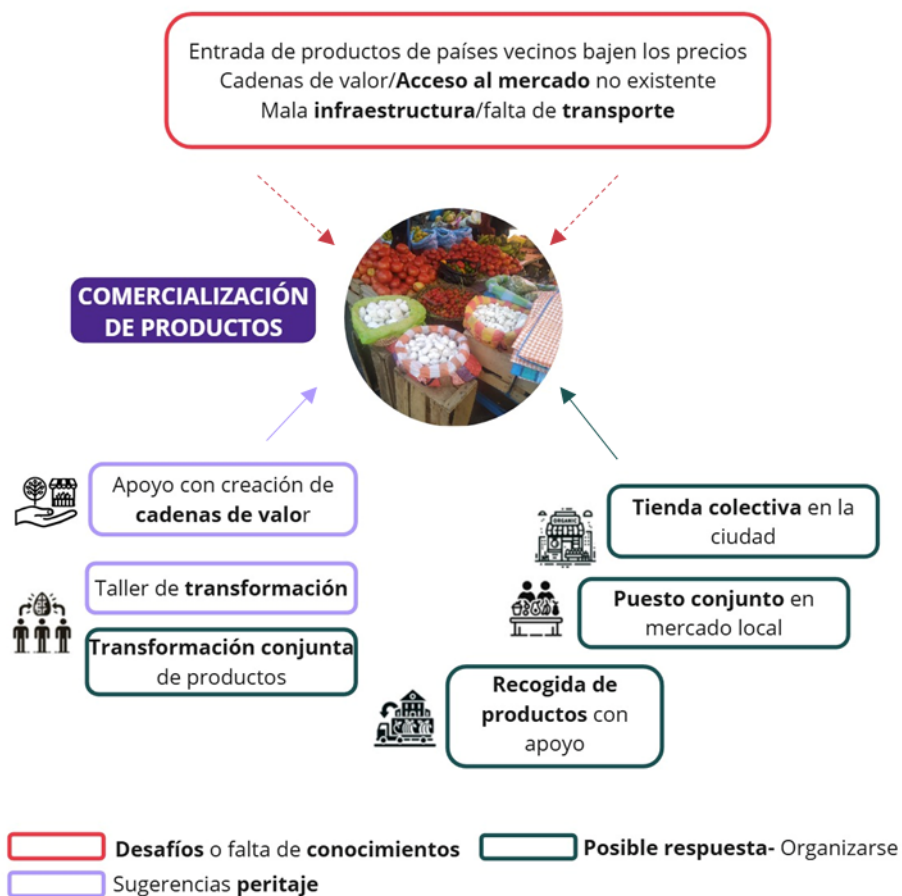 Entrada de productos de países vecinos bajen los precios
Cadenas de valor/Acceso al mercado no existente
Mala infraestructura/falta de transporte
COMERCIALIZACIÓN
DE PRODUCTOS
Apoyo con creación de
cadenas de valor
Taller de transformación
Transformación conjunta
de productos
ORGANIC
Tienda colectiva en la
ciudad
Puesto conjunto en
mercado local
Recogida de
productos con
apoyo
Desafíos o falta de conocimientos
Posible respuesta- Organizarse
Sugerencias peritaje